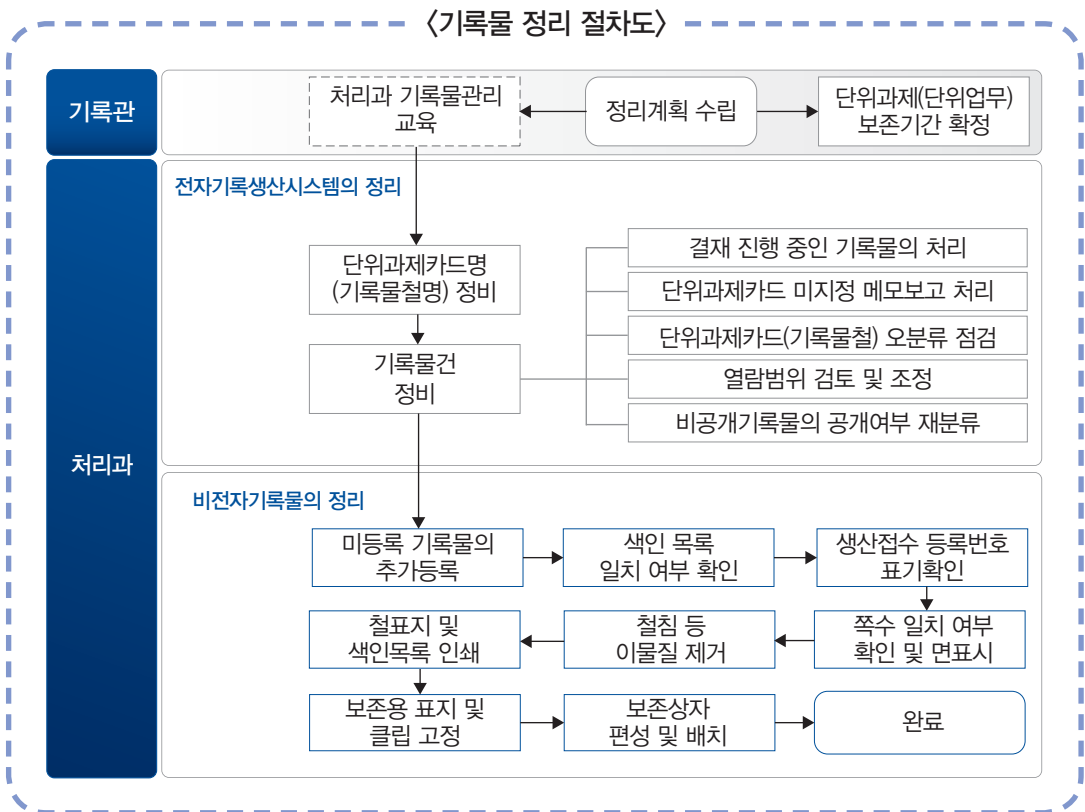 〈기록물 정리 절차도〉
기록관
처리과 기록물관리
교육
정리계획 수립
단위과제(단위업무)
보존기간 확정
처리과
전자기록생산시스템의 정리
단위과제카드명
(기록물철명) 정비
기록물건
정비
결재 진행 중인 기록물의 처리
단위과제카드 미지정 메모보고 처리
단위과제카드(기록물철) 오분류 점검
열람범위 검토 및 조정
비공개기록물의 공개여부 재분류
비전자기록물의 정리
미등록 기록물의
추가등록
색인 목록
일치 여부 확인
생산접수 등록번호
표기확인
쪽수 일치 여부
확인 및 면표시
철침 등
이물질 제거
철표지 및
색인목록 인쇄
보존용 표지 및
클립 고정
보존상자
편성 및 배치
완료